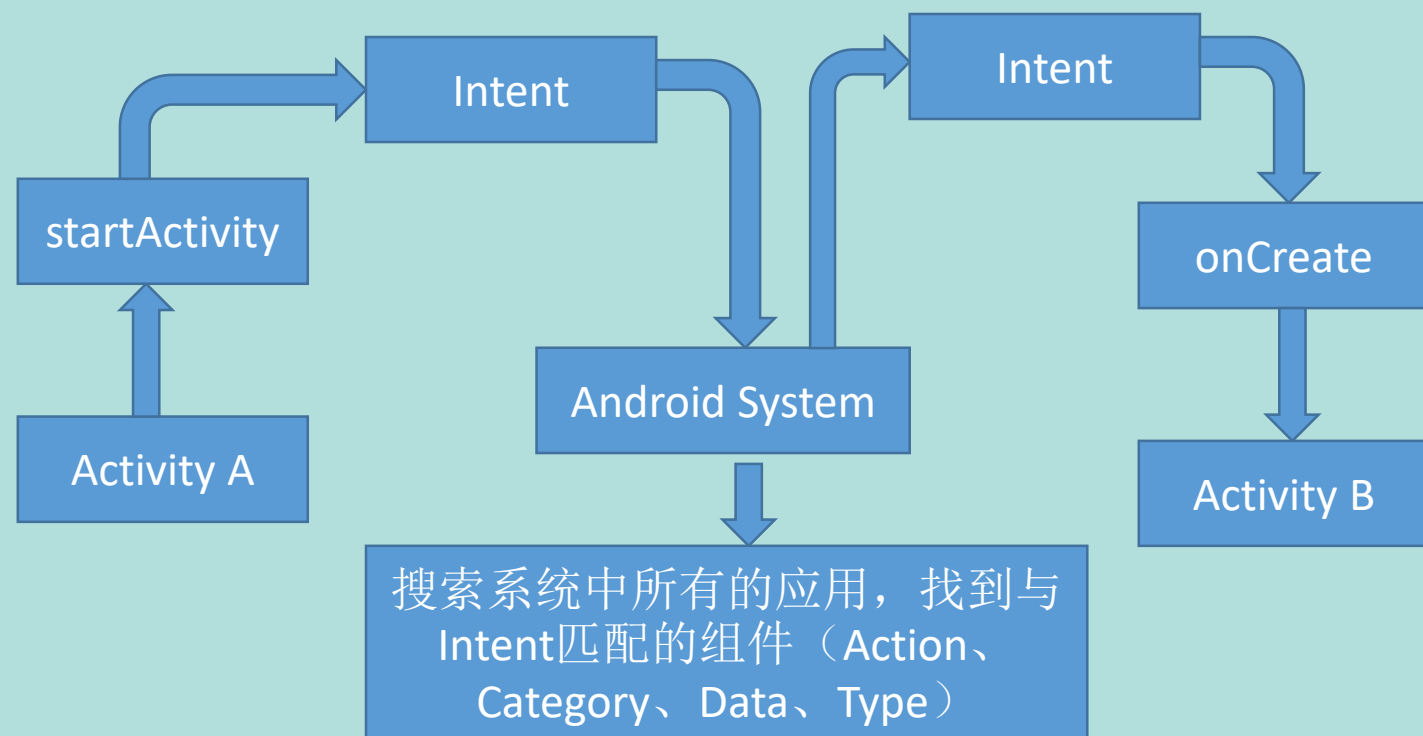 Intent
Intent
startActivity
onCreate
Android System
Activity A
Activity B
搜索系统中所有的应用，找到与
Intent匹配的组件（Action、
Category、Data、Type）